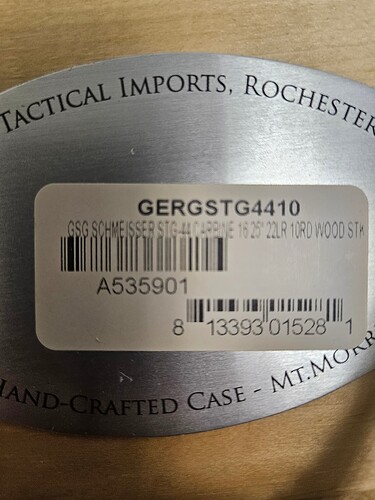 Tactical Imports, Rochester
GERGSTG4410
GSG SCHMEISSER STG-44 CARBINE 16.25" 22LR 10RD WOOD STK
A535901
8 13393 01528 1
Hand-Crafted Case - Mt.Morr